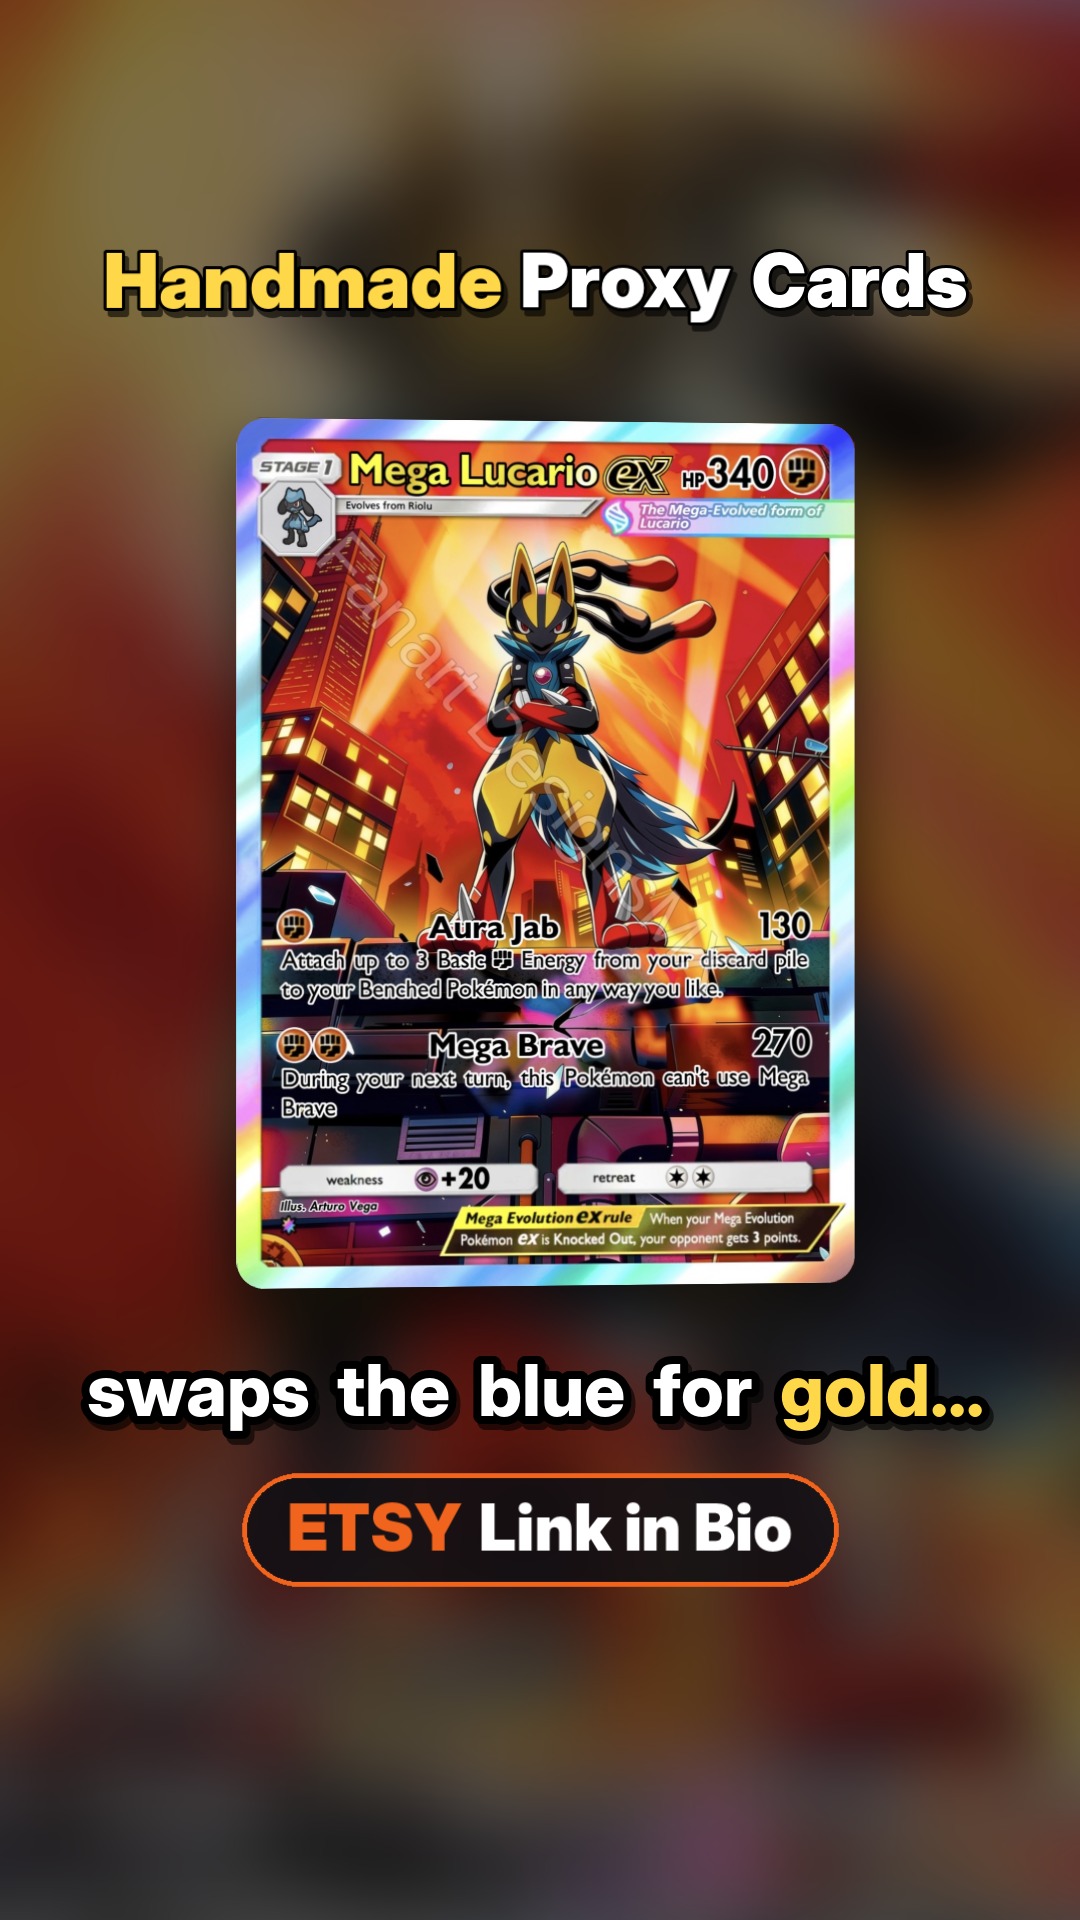 Handmade Proxy Cards
STAGE 1
Mega Lucario ex HP 340
Evolves from Riolu
The Mega-Evolved form of
Lucario
Fanart Designs
Aura Jab 130
Attach up to 3 Basic Energy from your discard pile
to your Benched Pokémon in any way you like.
Mega Brave 270
During your next turn, this Pokémon can't use Mega
Brave
weakness +20
retreat
Illus. Arturo Vega
Mega Evolution ex rule When your Mega Evolution
Pokémon ex is Knocked Out, your opponent gets 3 points.
swaps the blue for gold...
ETSY Link in Bio